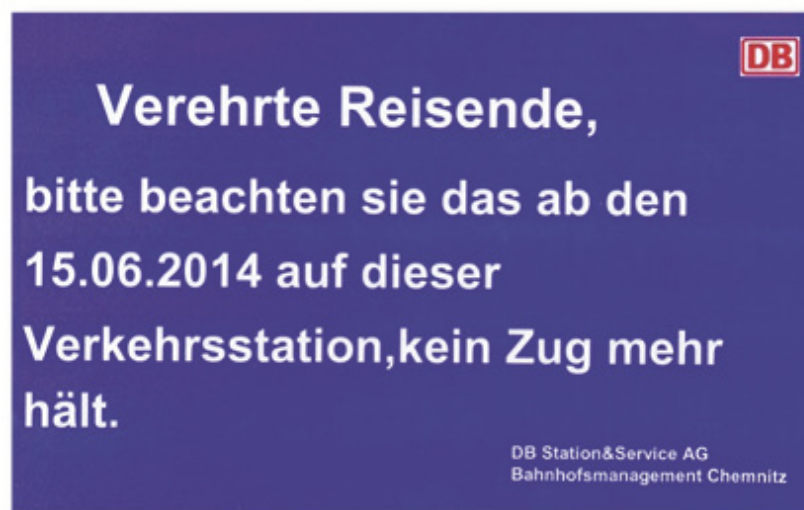 DB
Verehrte Reisende,
bitte beachten sie das ab den
15.06.2014 auf dieser
Verkehrsstation,kein Zug mehr
hält.
DB Station&Service AG
Bahnhofsmanagement Chemnitz